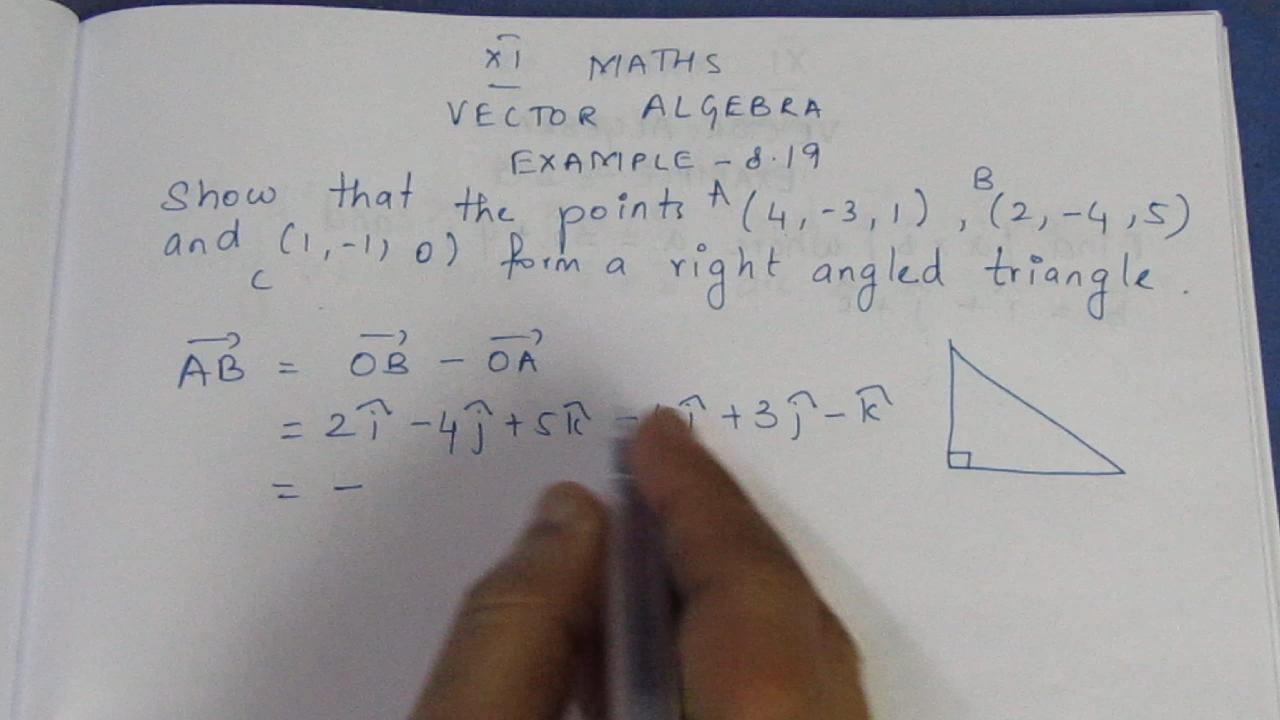 XI MATHS
VECTOR ALGEBRA
EXAMPLE - 8.19
Show that the points A(4, -3, 1), B(2, -4, 5)
and (1, -1, 0) form a right angled triangle.
C
AB = OB - OA
= 2î - 4ĵ + 5k̂ - î + 3ĵ - k̂
= -